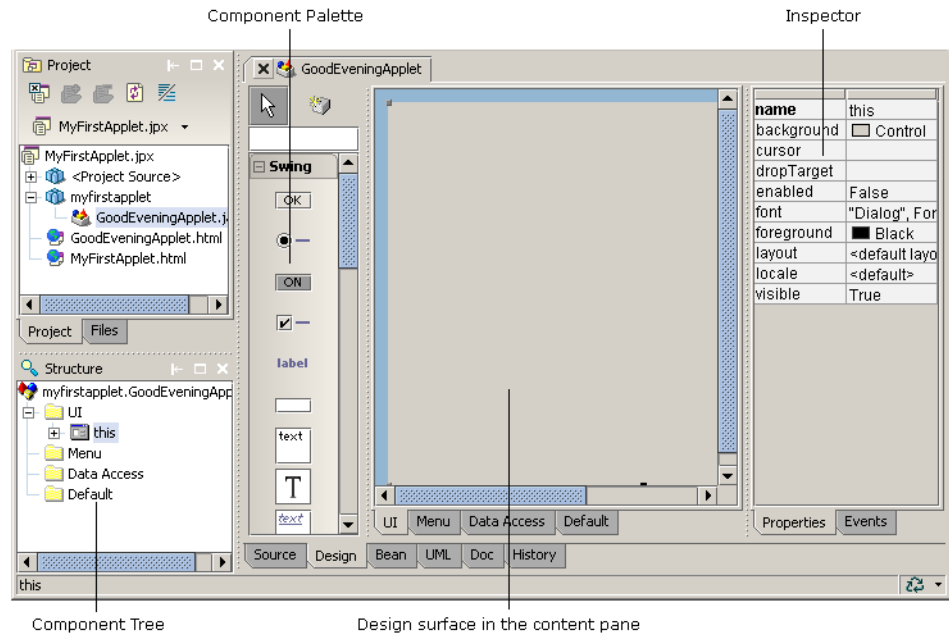 Component Palette
Inspector
Project
MyFirstApplet.jpx
MyFirstApplet.jpx
<Project Source>
myfirstapplet
GoodEveningApplet.j
GoodEveningApplet.html
MyFirstApplet.html
Project
Files
Structure
myfirstapplet.GoodEveningApp
UI
this
Menu
Data Access
Default
this
GoodEveningApplet
Swing
OK
ON
label
text
T
text
UI
Menu
Data Access
Default
Source
Design
Bean
UML
Doc
History
name this
background Control
cursor
dropTarget
enabled False
font "Dialog", For
foreground Black
layout <default layo
locale <default>
visible True
Properties
Events
Component Tree
Design surface in the content pane